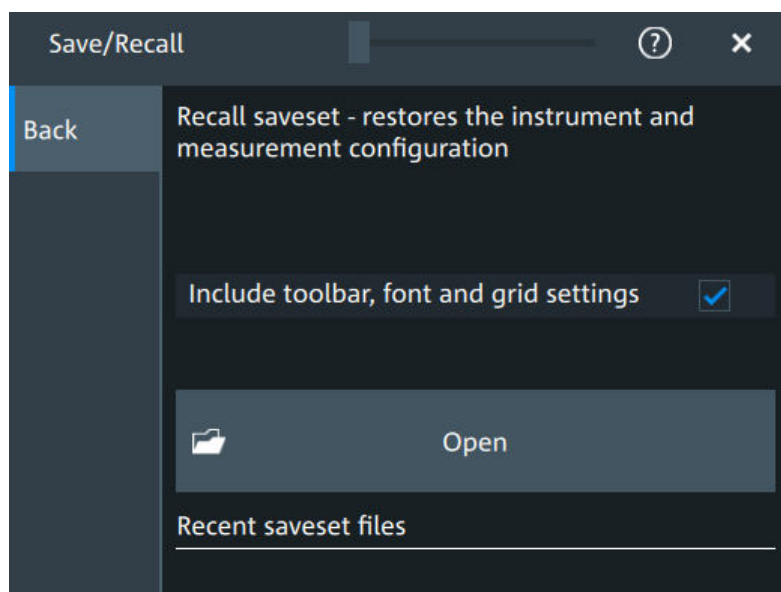 Save/Recall
Back
Recall saveset - restores the instrument and
measurement configuration
Include toolbar, font and grid settings
Open
Recent saveset files